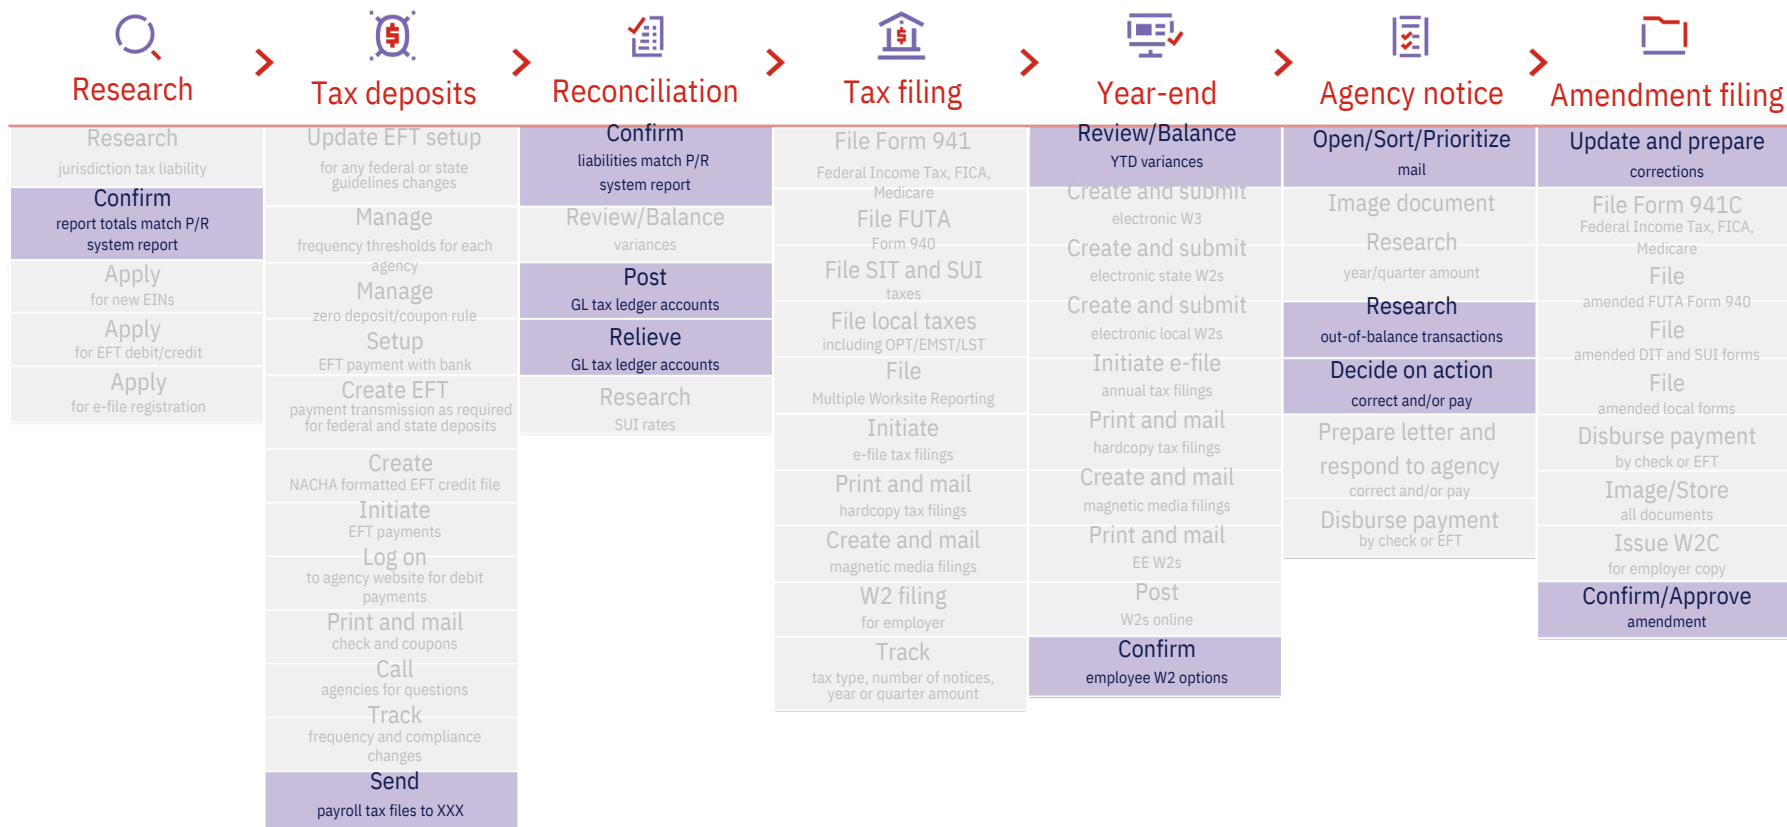 Research
Tax deposits
Reconciliation
Tax filing
Year-end
Agency notice
Amendment filing
Research
jurisdiction tax liability
Confirm
report totals match P/R
system report
Apply
for new EINs
Apply
for EFT debit/credit
Apply
for e-file registration
Update EFT setup
for any federal or state
guidelines changes
Manage
frequency thresholds for each
agency
Manage
zero deposit/coupon rule
Setup
EFT payment with bank
Create EFT
payment transmission as required
for federal and state deposits
Create
NACHA formatted EFT credit file
Initiate
EFT payments
Log on
to agency website for debit
payments
Print and mail
check and coupons
Call
agencies for questions
Track
frequency and compliance
changes
Send
payroll tax files to XXX
Confirm
liabilities match P/R
system report
Review/Balance
variances
Post
GL tax ledger accounts
Relieve
GL tax ledger accounts
Research
SUI rates
File Form 941
Federal Income Tax, FICA,
Medicare
File FUTA
Form 940
File SIT and SUI
taxes
File local taxes
including OPT/EMST/LST
File
Multiple Worksite Reporting
Initiate
e-file tax filings
Print and mail
hardcopy tax filings
Create and mail
magnetic media filings
W2 filing
for employer
Track
tax type, number of notices,
year or quarter amount
Review/Balance
YTD variances
Create and submit
electronic W3
Create and submit
electronic state W2s
Create and submit
electronic local W2s
Initiate e-file
annual tax filings
Print and mail
hardcopy tax filings
Create and mail
magnetic media filings
Print and mail
EE W2s
Post
W2s online
Confirm
employee W2 options
Open/Sort/Prioritize
mail
Image document
Research
year/quarter amount
Research
out-of-balance transactions
Decide on action
correct and/or pay
Prepare letter and
respond to agency
correct and/or pay
Disburse payment
by check or EFT
Update and prepare
corrections
File Form 941C
Federal Income Tax, FICA,
Medicare
File
amended FUTA Form 940
File
amended DIT and SUI forms
File
amended local forms
Disburse payment
by check or EFT
Image/Store
all documents
Issue W2C
for employer copy
Confirm/Approve
amendment